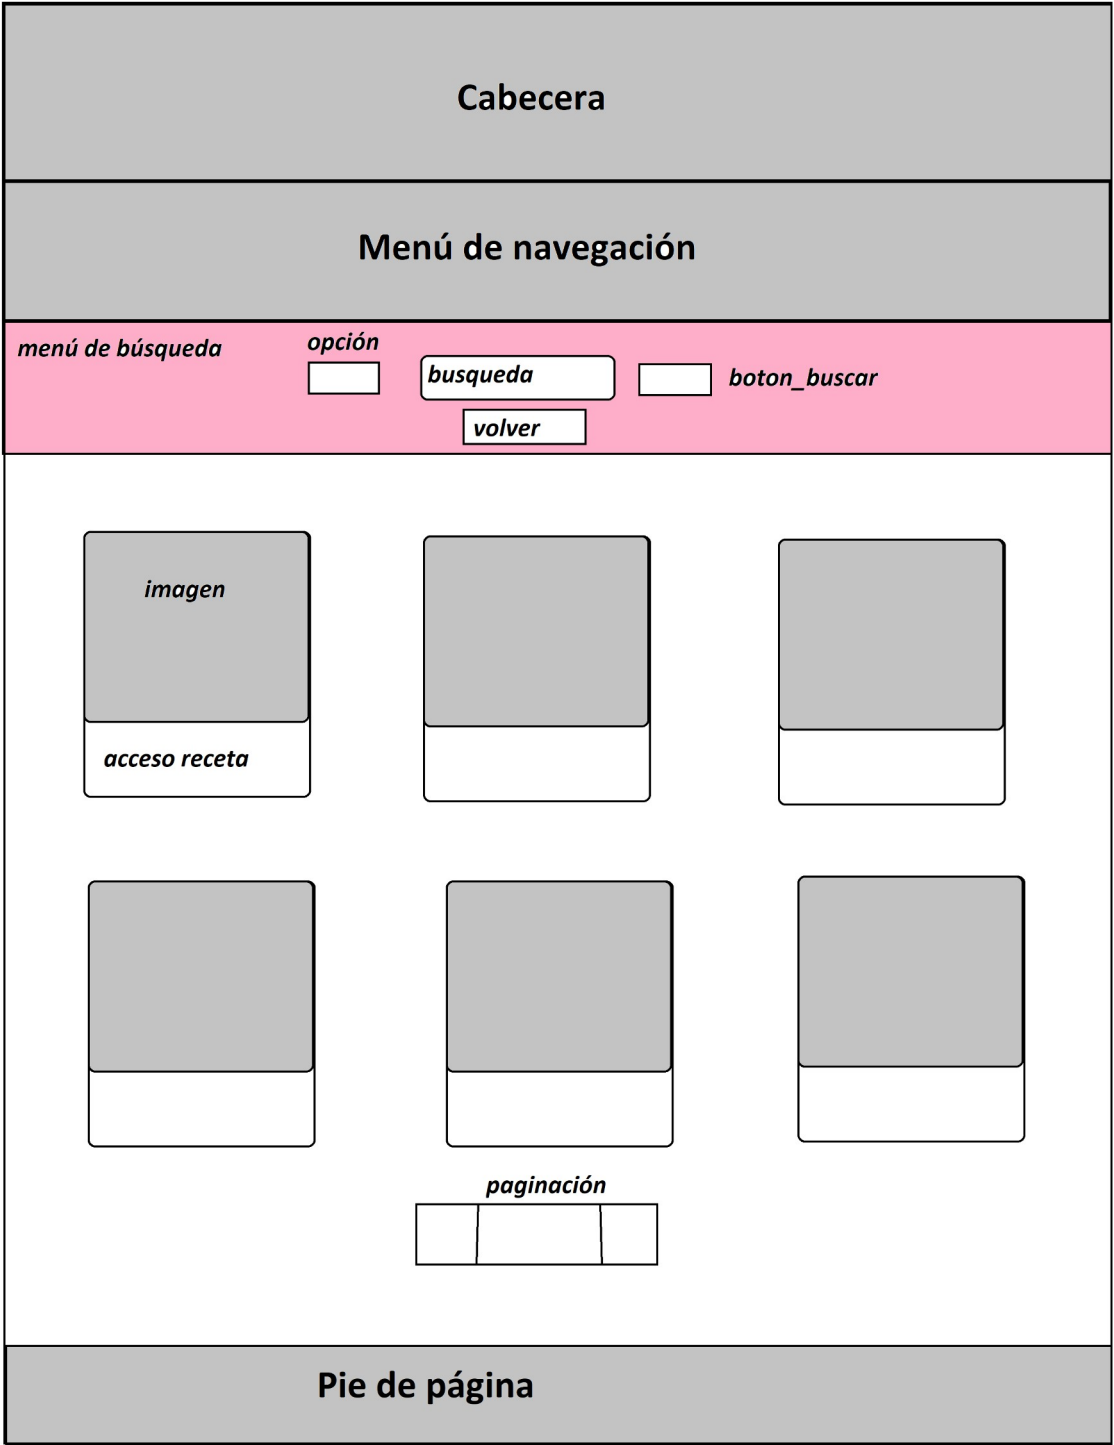 Cabecera
Menú de navegación
menú de búsqueda
opción
busqueda
boton_buscar
volver
imagen
acceso receta
paginación
Pie de página